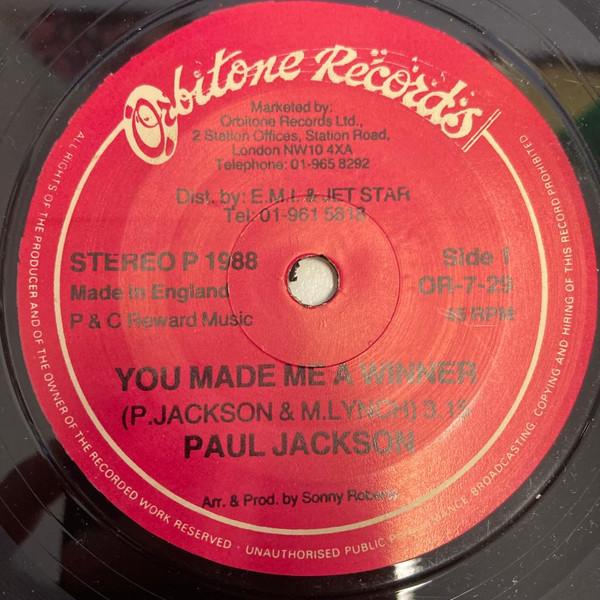 Orbitone Records
Marketed by:
Orbitone Records Ltd.,
2 Station Offices, Station Road,
London NW10 4XA
Telephone: 01-965 8292
Dist. by: E.M.I. & JET STAR
Tel: 01-961 5818
STEREO P 1988
Made in England
P & C Reward Music
Side 1
OR-7-29
45 RPM
YOU MADE ME A WINNER
(P.JACKSON & M.LYNCH) 3.15
PAUL JACKSON
Arr. & Prod. by Sonny Roberts
ALL RIGHTS OF THE PRODUCER AND OF THE OWNER OF THE RECORDED WORK RESERVED · UNAUTHORISED PUBLIC PERFORMANCE, BROADCASTING, COPYING AND HIRING OF THIS RECORD PROHIBITED